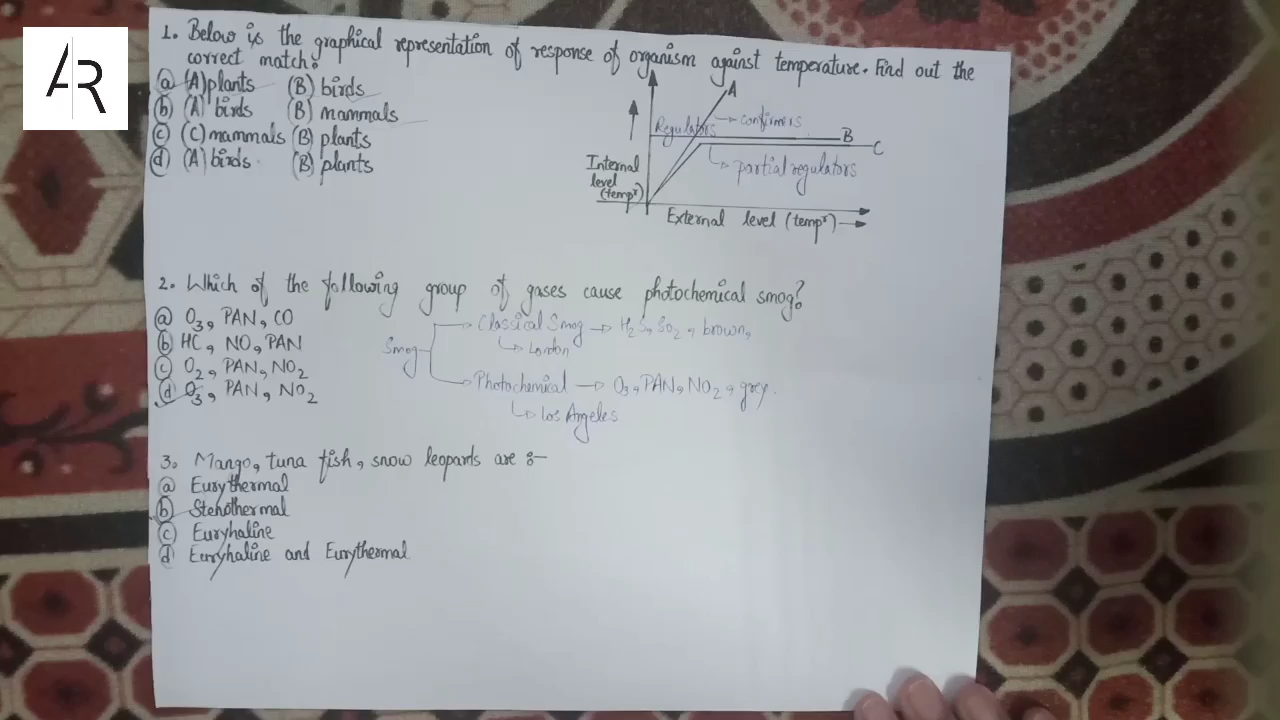 AR
1. Below is the graphical representation of response of organism against temperature. Find out the
correct match:
(a) (A) plants (B) birds
(b) (A) birds (B) mammals
(c) (C) mammals (B) plants
(d) (A) birds (B) plants
A
Regulators → confirmers
B
C
Internal
level
(tempr)
partial regulators
External level (tempr) →
2. Which of the following group of gases cause photochemical smog?
(a) O3, PAN, CO
(b) HC, NO, PAN
(c) O2, PAN, NO2
(d) O3, PAN, NO2
Smog
Classical Smog → H2S, SO2, brown,
London
Photochemical → O3, PAN, NO2, grey.
Los Angeles
3. Mango, tuna fish, snow leopards are :-
(a) Eurythermal
(b) Stenothermal
(c) Euryhaline
(d) Euryhaline and Eurythermal